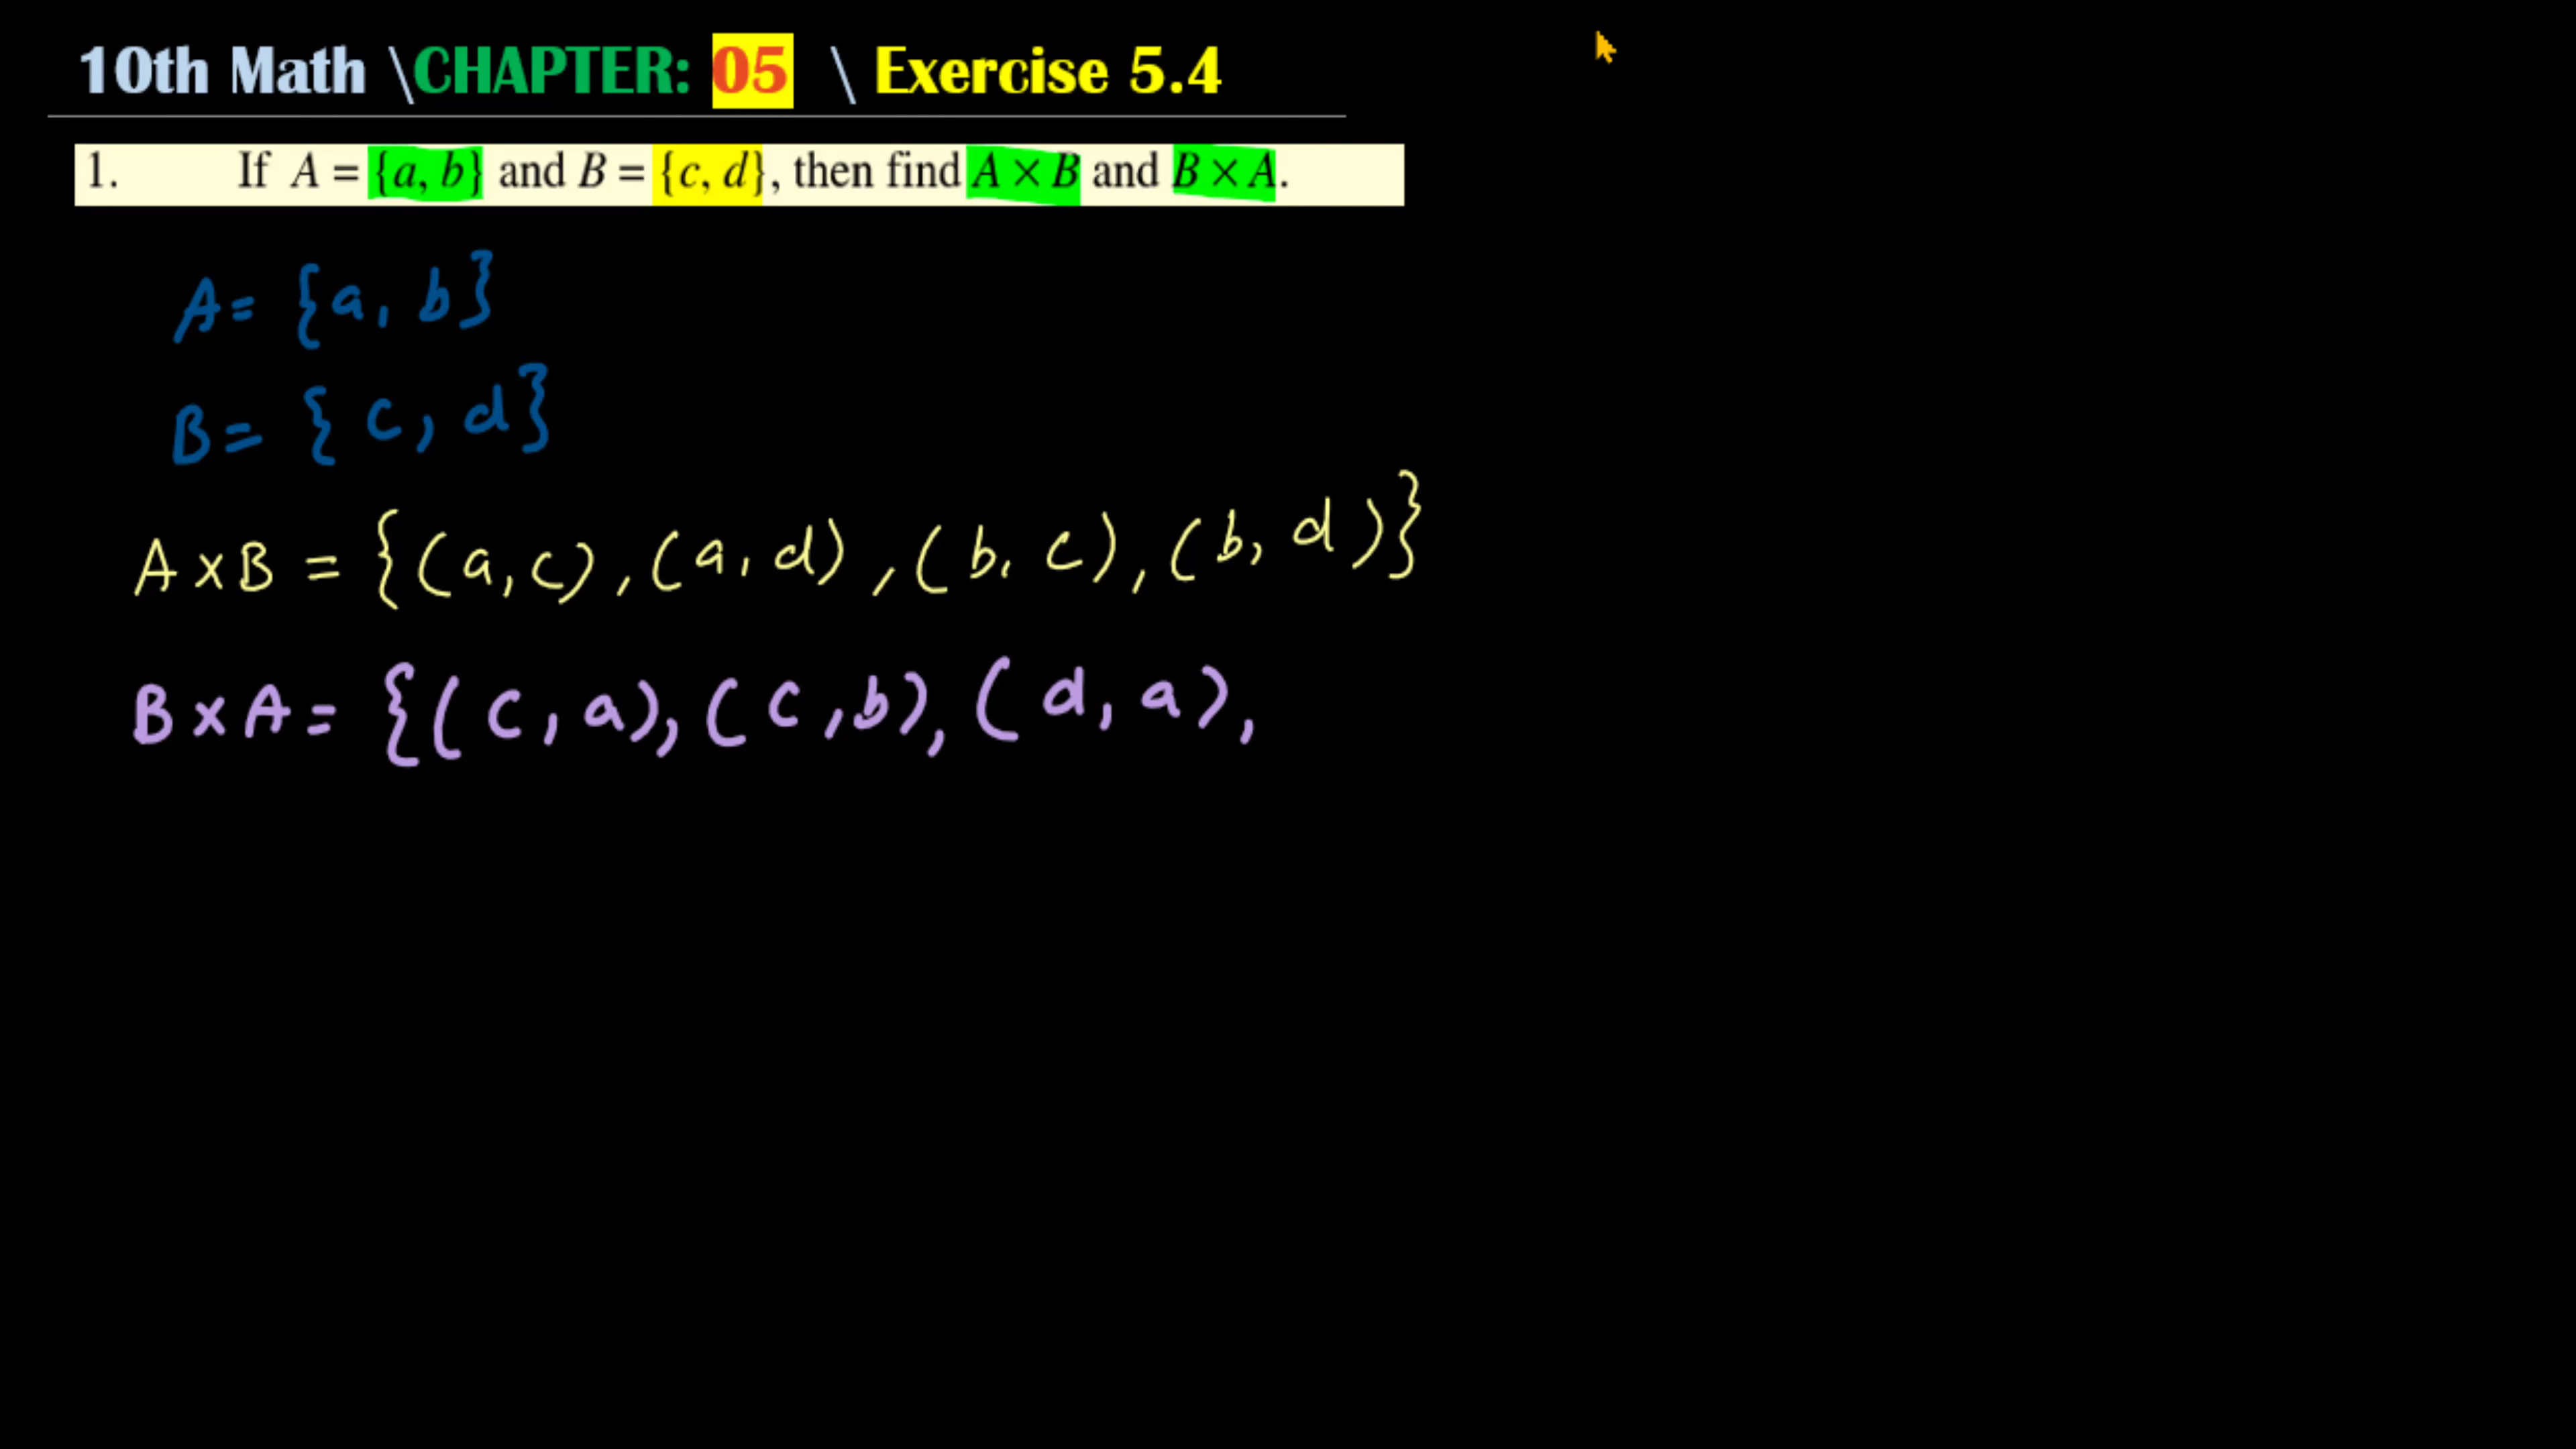 10th Math \CHAPTER: 05 \ Exercise 5.4
1. If A = {a, b} and B = {c, d}, then find A × B and B × A.
A= {a, b}
B= { c, d}
A×B = {(a,c), (a,d), (b, c), (b, d)}
B×A= {(c, a), (c,b), (d, a),